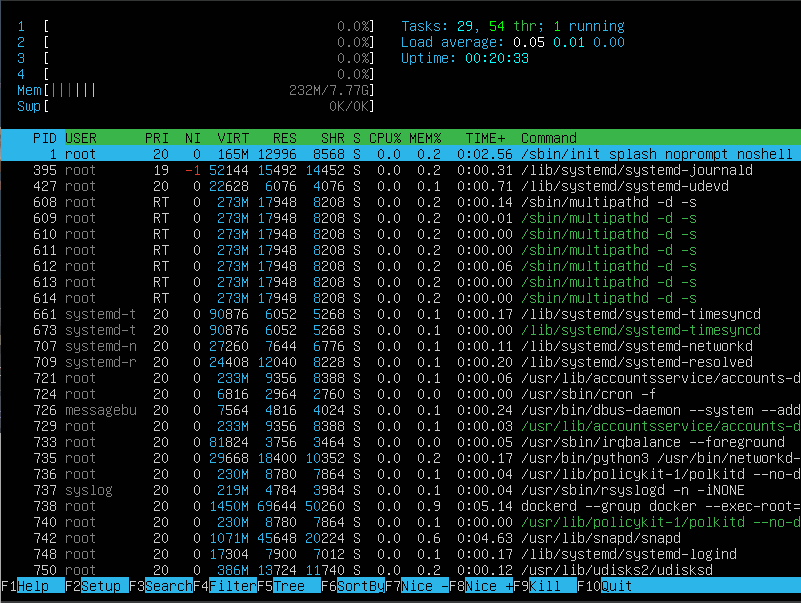 1 [ 0.0%] Tasks: 29, 54 thr; 1 running
2 [ 0.0%] Load average: 0.05 0.01 0.00
3 [ 0.0%] Uptime: 00:20:33
4 [ 0.0%]
Mem[|||||| 232M/7.77G]
Swp[ 0K/0K]
PID USER PRI NI VIRT RES SHR S CPU% MEM% TIME+ Command
1 root 20 0 165M 12996 8568 S 0.0 0.2 0:02.56 /sbin/init splash noprompt noshell
395 root 19 -1 52144 15492 14452 S 0.0 0.2 0:00.31 /lib/systemd/systemd-journald
427 root 20 0 22628 6076 4076 S 0.0 0.1 0:00.71 /lib/systemd/systemd-udevd
608 root RT 0 273M 17948 8208 S 0.0 0.2 0:00.14 /sbin/multipathd -d -s
609 root RT 0 273M 17948 8208 S 0.0 0.2 0:00.01 /sbin/multipathd -d -s
610 root RT 0 273M 17948 8208 S 0.0 0.2 0:00.00 /sbin/multipathd -d -s
611 root RT 0 273M 17948 8208 S 0.0 0.2 0:00.00 /sbin/multipathd -d -s
612 root RT 0 273M 17948 8208 S 0.0 0.2 0:00.06 /sbin/multipathd -d -s
613 root RT 0 273M 17948 8208 S 0.0 0.2 0:00.00 /sbin/multipathd -d -s
614 root RT 0 273M 17948 8208 S 0.0 0.2 0:00.00 /sbin/multipathd -d -s
661 systemd-t 20 0 90876 6052 5268 S 0.0 0.1 0:00.17 /lib/systemd/systemd-timesyncd
673 systemd-t 20 0 90876 6052 5268 S 0.0 0.1 0:00.00 /lib/systemd/systemd-timesyncd
707 systemd-n 20 0 27260 7644 6776 S 0.0 0.1 0:00.11 /lib/systemd/systemd-networkd
709 systemd-r 20 0 24408 12040 8228 S 0.0 0.1 0:00.20 /lib/systemd/systemd-resolved
721 root 20 0 233M 9356 8388 S 0.0 0.1 0:00.06 /usr/lib/accountsservice/accounts-d
724 root 20 0 6816 2964 2760 S 0.0 0.0 0:00.00 /usr/sbin/cron -f
726 messagebu 20 0 7564 4816 4024 S 0.0 0.1 0:00.24 /usr/bin/dbus-daemon --system --add
729 root 20 0 233M 9356 8388 S 0.0 0.1 0:00.03 /usr/lib/accountsservice/accounts-d
733 root 20 0 81824 3756 3464 S 0.0 0.0 0:00.05 /usr/sbin/irqbalance --foreground
735 root 20 0 29668 18400 10352 S 0.0 0.2 0:00.17 /usr/bin/python3 /usr/bin/networkd-
736 root 20 0 230M 8780 7864 S 0.0 0.1 0:00.04 /usr/lib/policykit-1/polkitd --no-d
737 syslog 20 0 219M 4784 3984 S 0.0 0.1 0:00.04 /usr/sbin/rsyslogd -n -iNONE
738 root 20 0 1450M 69644 50260 S 0.0 0.9 0:05.14 dockerd --group docker --exec-root=
740 root 20 0 230M 8780 7864 S 0.0 0.1 0:00.00 /usr/lib/policykit-1/polkitd --no-d
742 root 20 0 1071M 45648 20224 S 0.0 0.6 0:04.63 /usr/lib/snapd/snapd
748 root 20 0 17304 7900 7012 S 0.0 0.1 0:00.17 /lib/systemd/systemd-logind
750 root 20 0 386M 13724 11740 S 0.0 0.2 0:00.12 /usr/lib/udisks2/udisksd
F1Help F2Setup F3SearchF4FilterF5Tree F6SortByF7Nice -F8Nice +F9Kill F10Quit